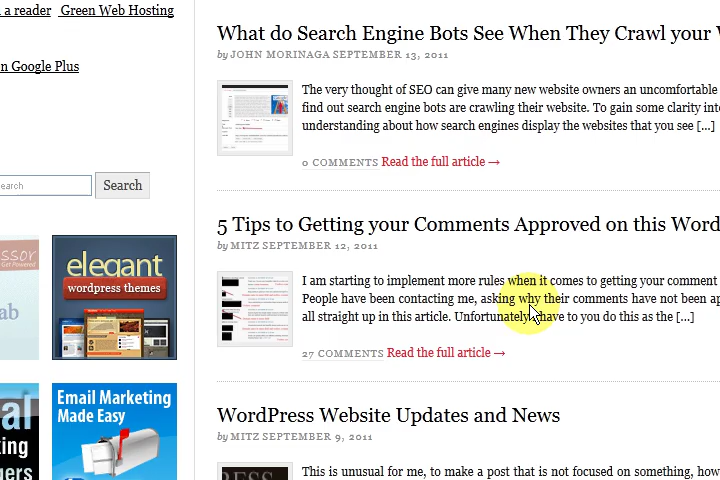 a reader  Green Web Hosting
n Google Plus
earch
Search
ssor
Get Powered
ab
elegant
wordpress themes
al
king
gers
Email Marketing
Made Easy
What do Search Engine Bots See When They Crawl your
by JOHN MORINAGA SEPTEMBER 13, 2011
The very thought of SEO can give many new website owners an uncomfortable
find out search engine bots are crawling their website. To gain some clarity into
understanding about how search engines display the websites that you see [...]
0 COMMENTS Read the full article →
5 Tips to Getting your Comments Approved on this Word
by MITZ SEPTEMBER 12, 2011
I am starting to implement more rules when it comes to getting your comment
People have been contacting me, asking why their comments have not been ap
all straight up in this article. Unfortunately have to you do this as the [...]
27 COMMENTS Read the full article →
WordPress Website Updates and News
by MITZ SEPTEMBER 9, 2011
PRESS
This is unusual for me, to make a post that is not focused on something, how